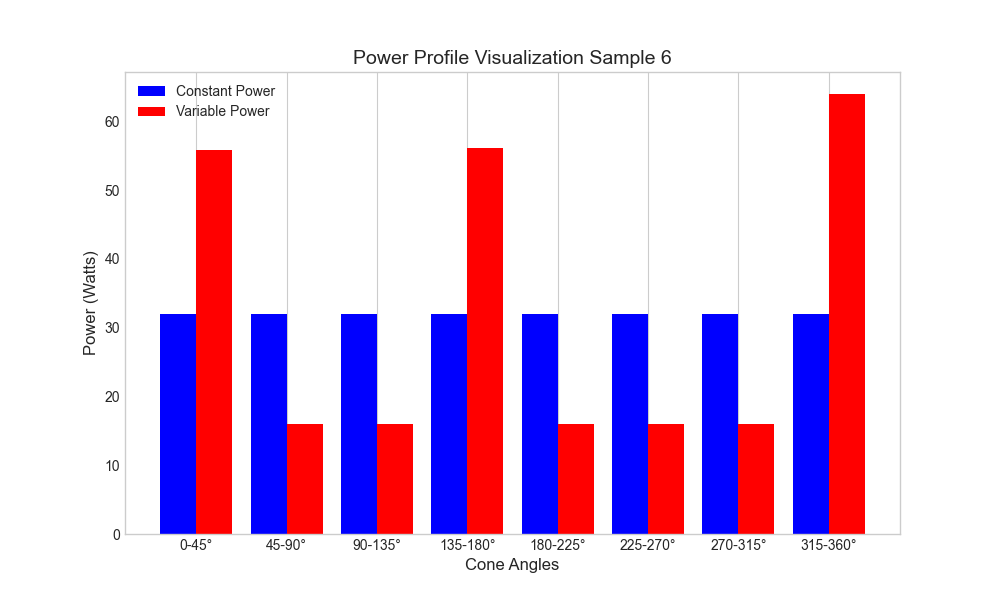 Power Profile Visualization Sample 6
Constant Power
Variable Power
Power (Watts)
60
50
40
30
20
10
0
0-45° 45-90° 90-135° 135-180° 180-225° 225-270° 270-315° 315-360°
Cone Angles